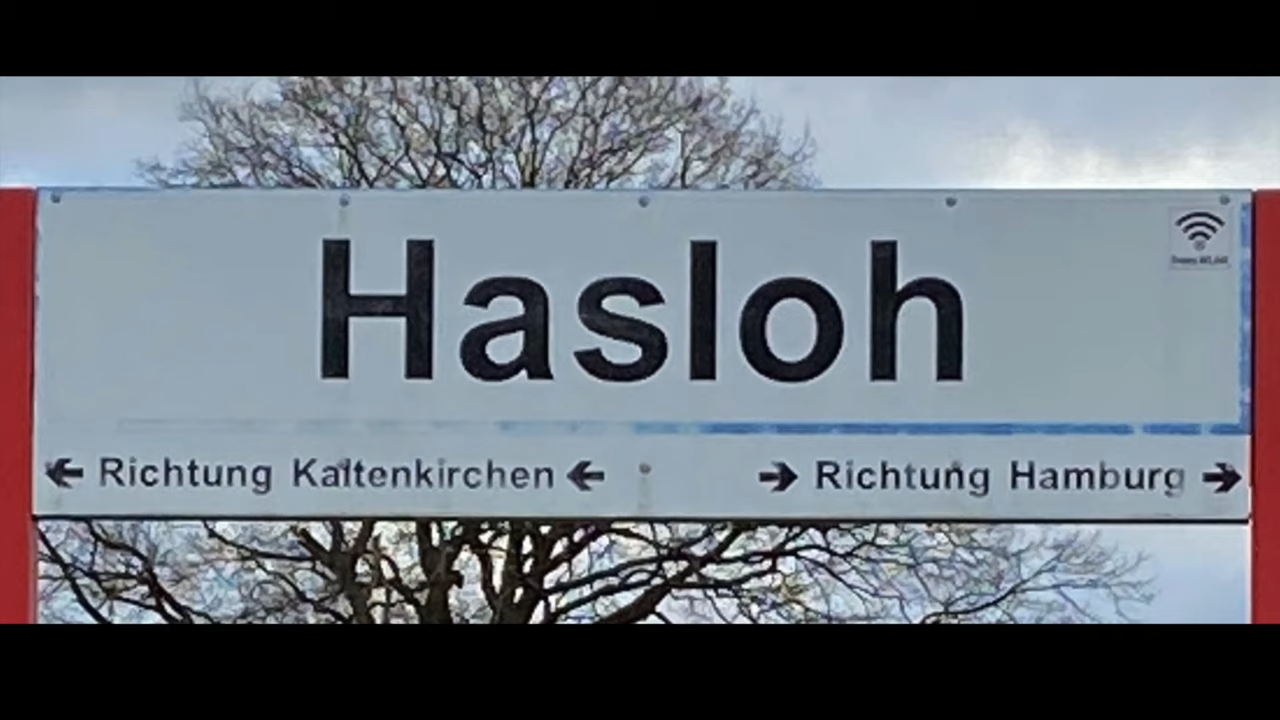 Hasloh
← Richtung Kaltenkirchen ←
→ Richtung Hamburg →